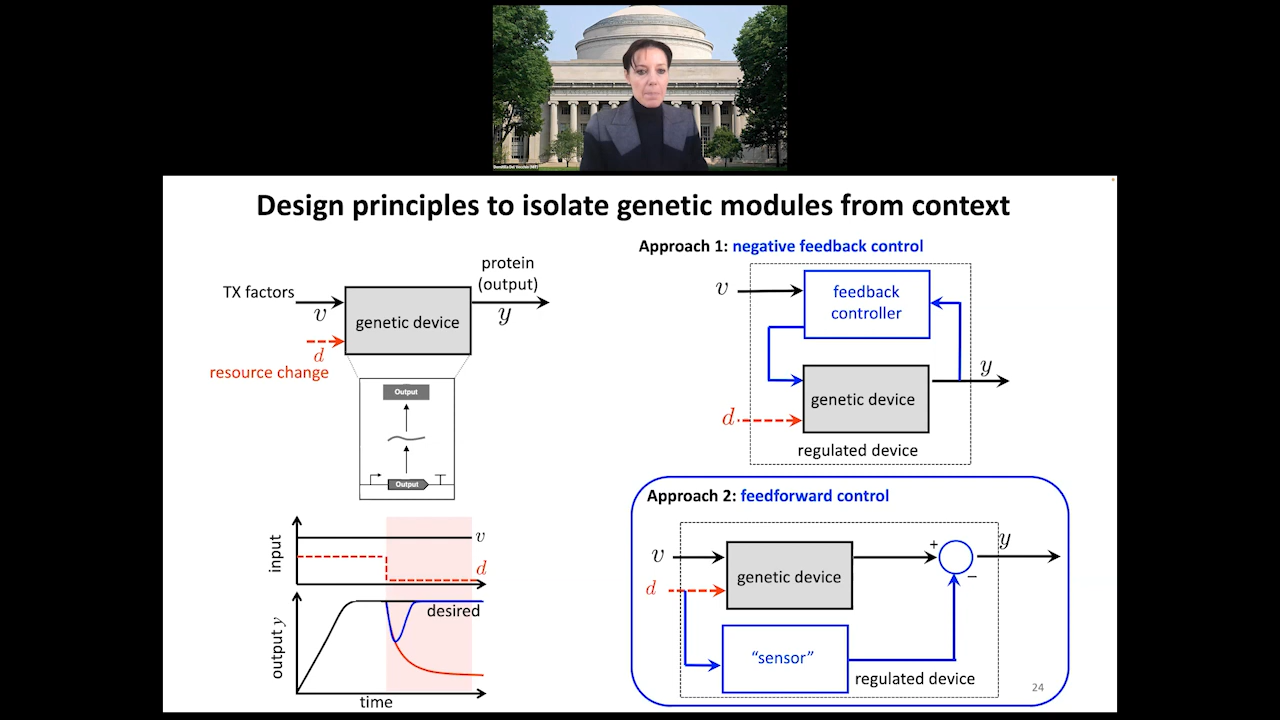 Design principles to isolate genetic modules from context
TX factors
v
d
resource change
genetic device
protein
(output)
y
Output
Output
input
v
d
output y
desired
time
Approach 1: negative feedback control
v
feedback
controller
genetic device
d
y
regulated device
Approach 2: feedforward control
v
d
genetic device
+
−
y
"sensor"
regulated device
24